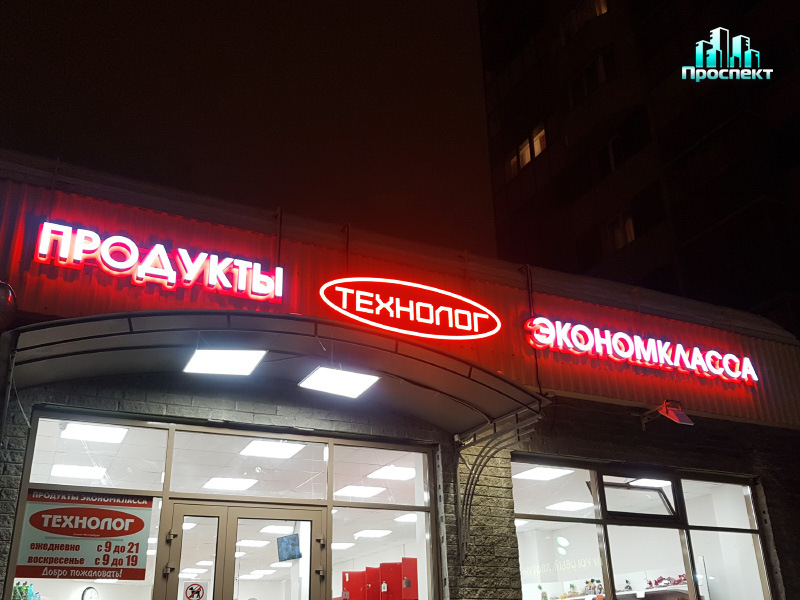 Проспект
ПРОДУКТЫ
ТЕХНОЛОГ
ЭКОНОМКЛАССА
ПРОДУКТЫ ЭКОНОМКЛАССА
ТЕХНОЛОГ
ежедневно с 9 до 21
воскресенье с 9 до 19
Добро пожаловать!